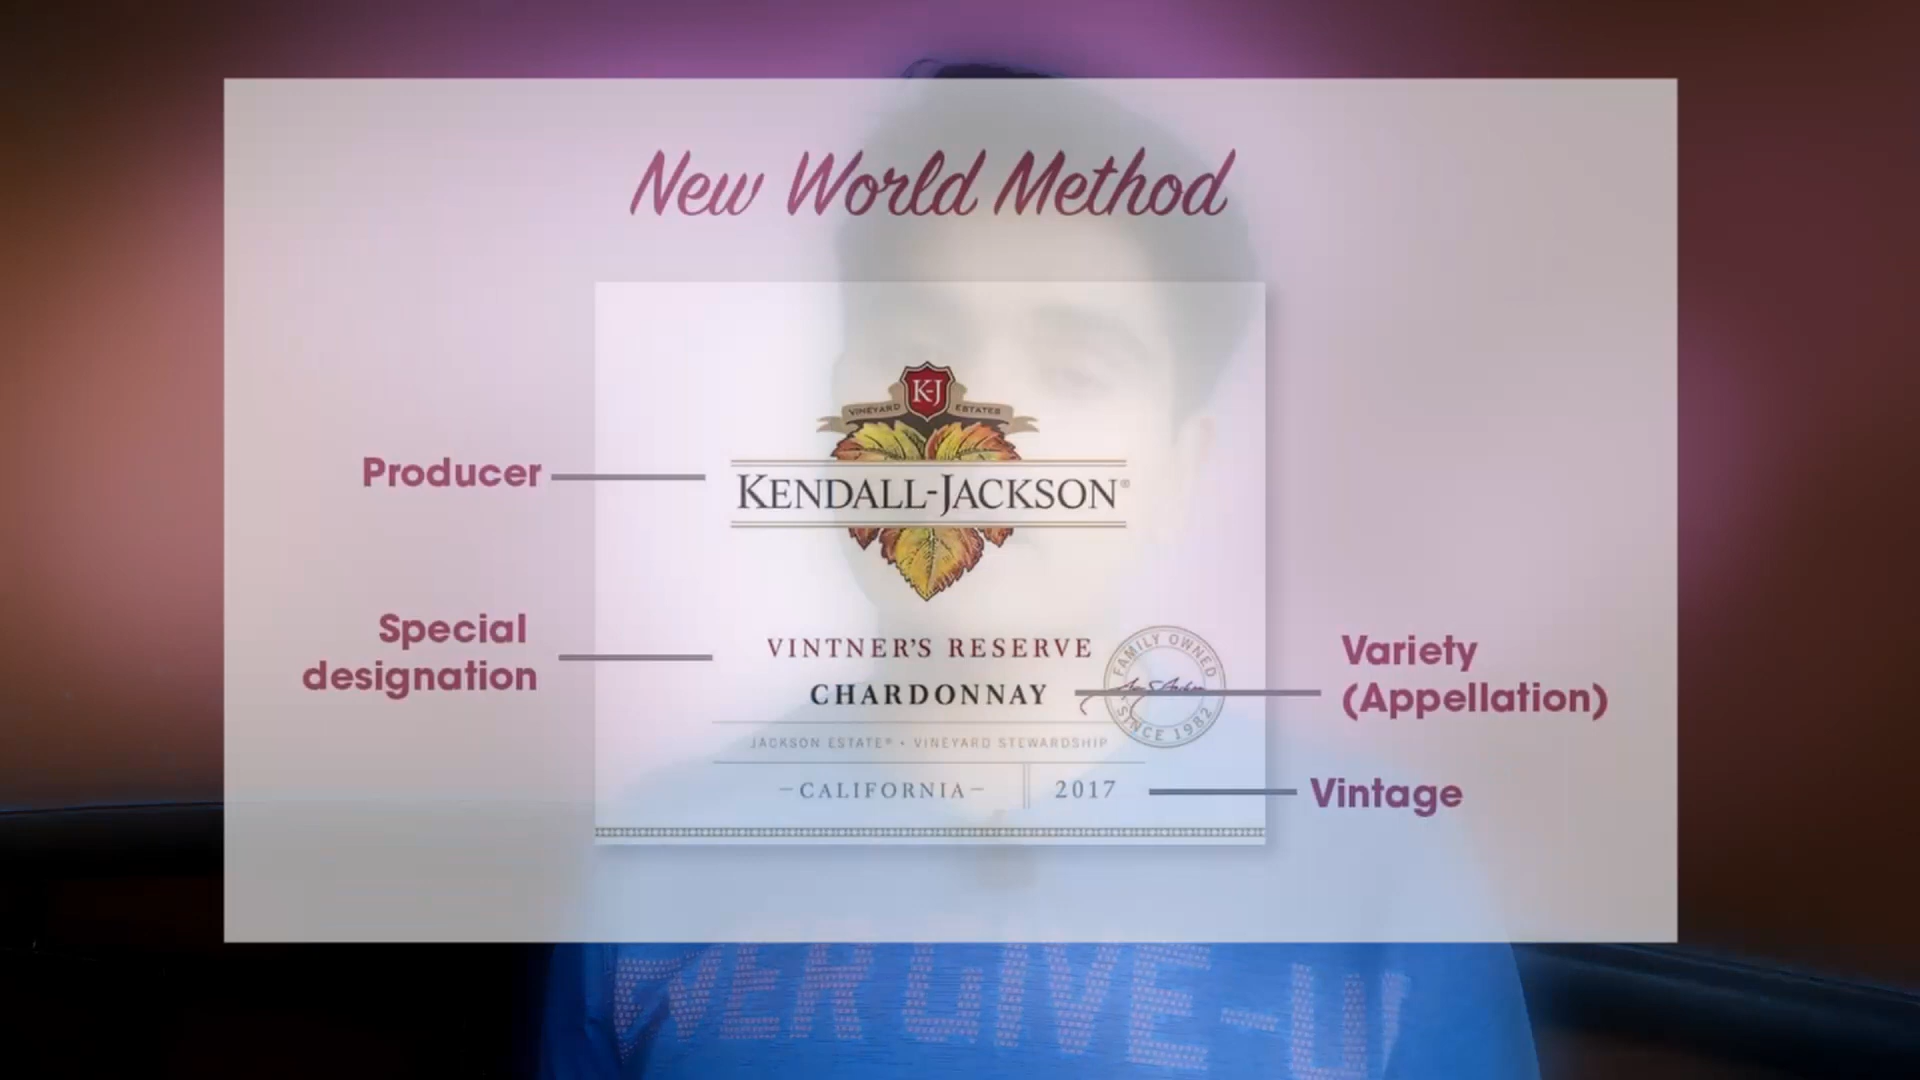 New World Method
K-J
VINEYARD ESTATES
Producer
KENDALL-JACKSON®
Special
designation
VINTNER'S RESERVE
CHARDONNAY
FAMILY OWNED
SINCE 1982
Variety
(Appellation)
JACKSON ESTATE® • VINEYARD STEWARDSHIP
–CALIFORNIA–
2017
Vintage
GIVE-U